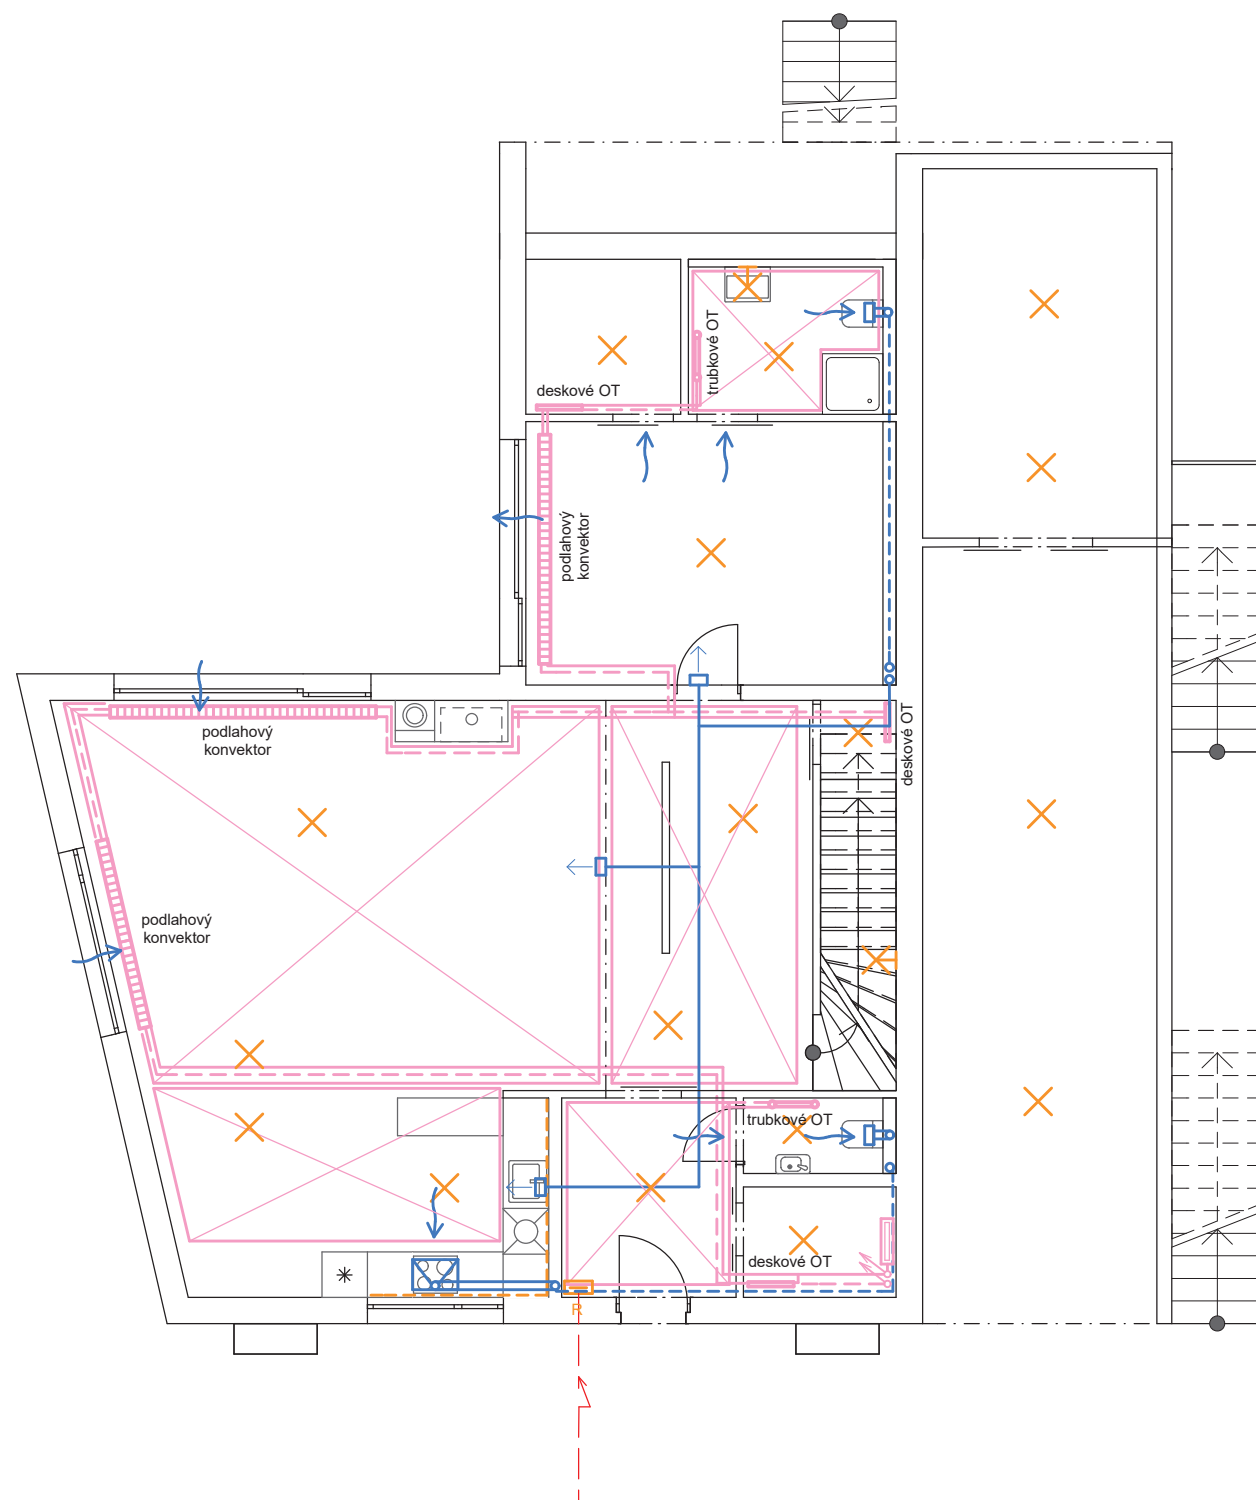 deskové OT
trubkové OT
podlahový
konvektor
podlahový
konvektor
deskové OT
podlahový
konvektor
trubkové OT
deskové OT
R